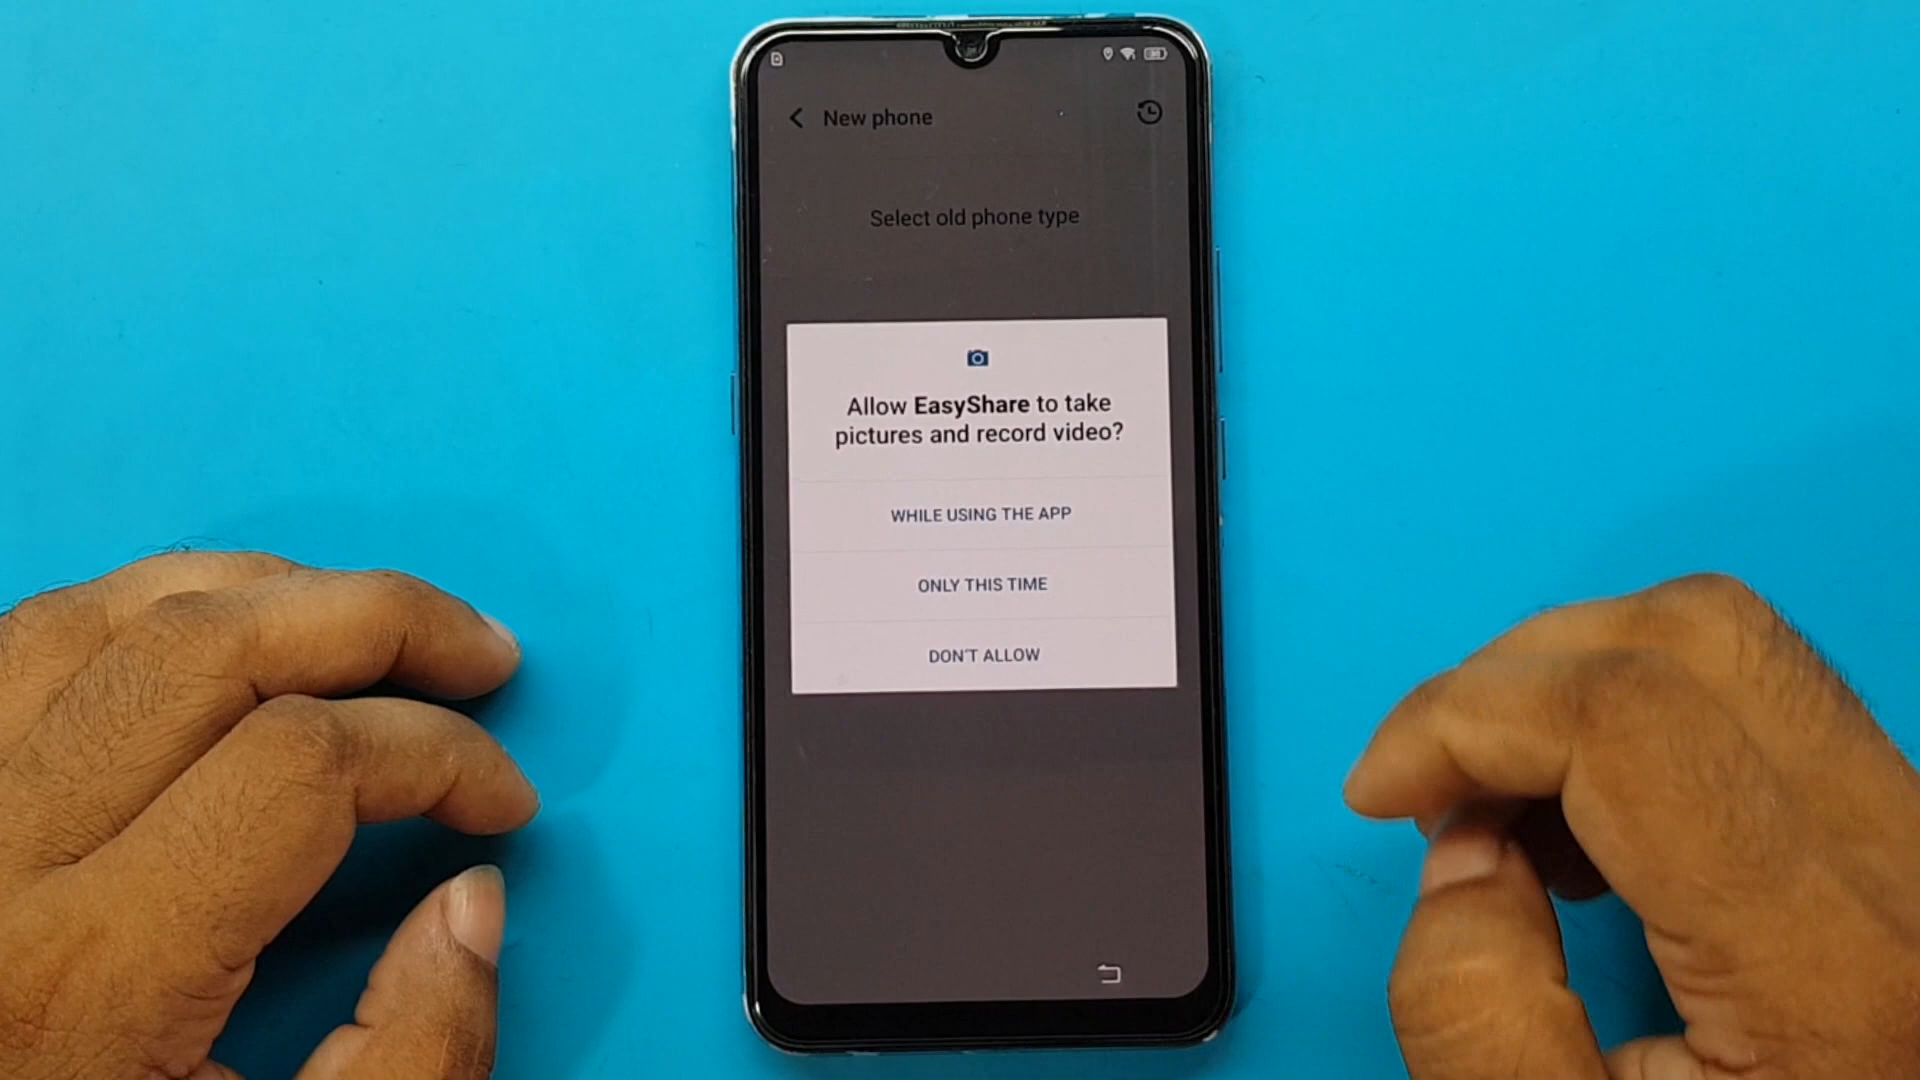 New phone
Select old phone type
Allow EasyShare to take
pictures and record video?
WHILE USING THE APP
ONLY THIS TIME
DON'T ALLOW